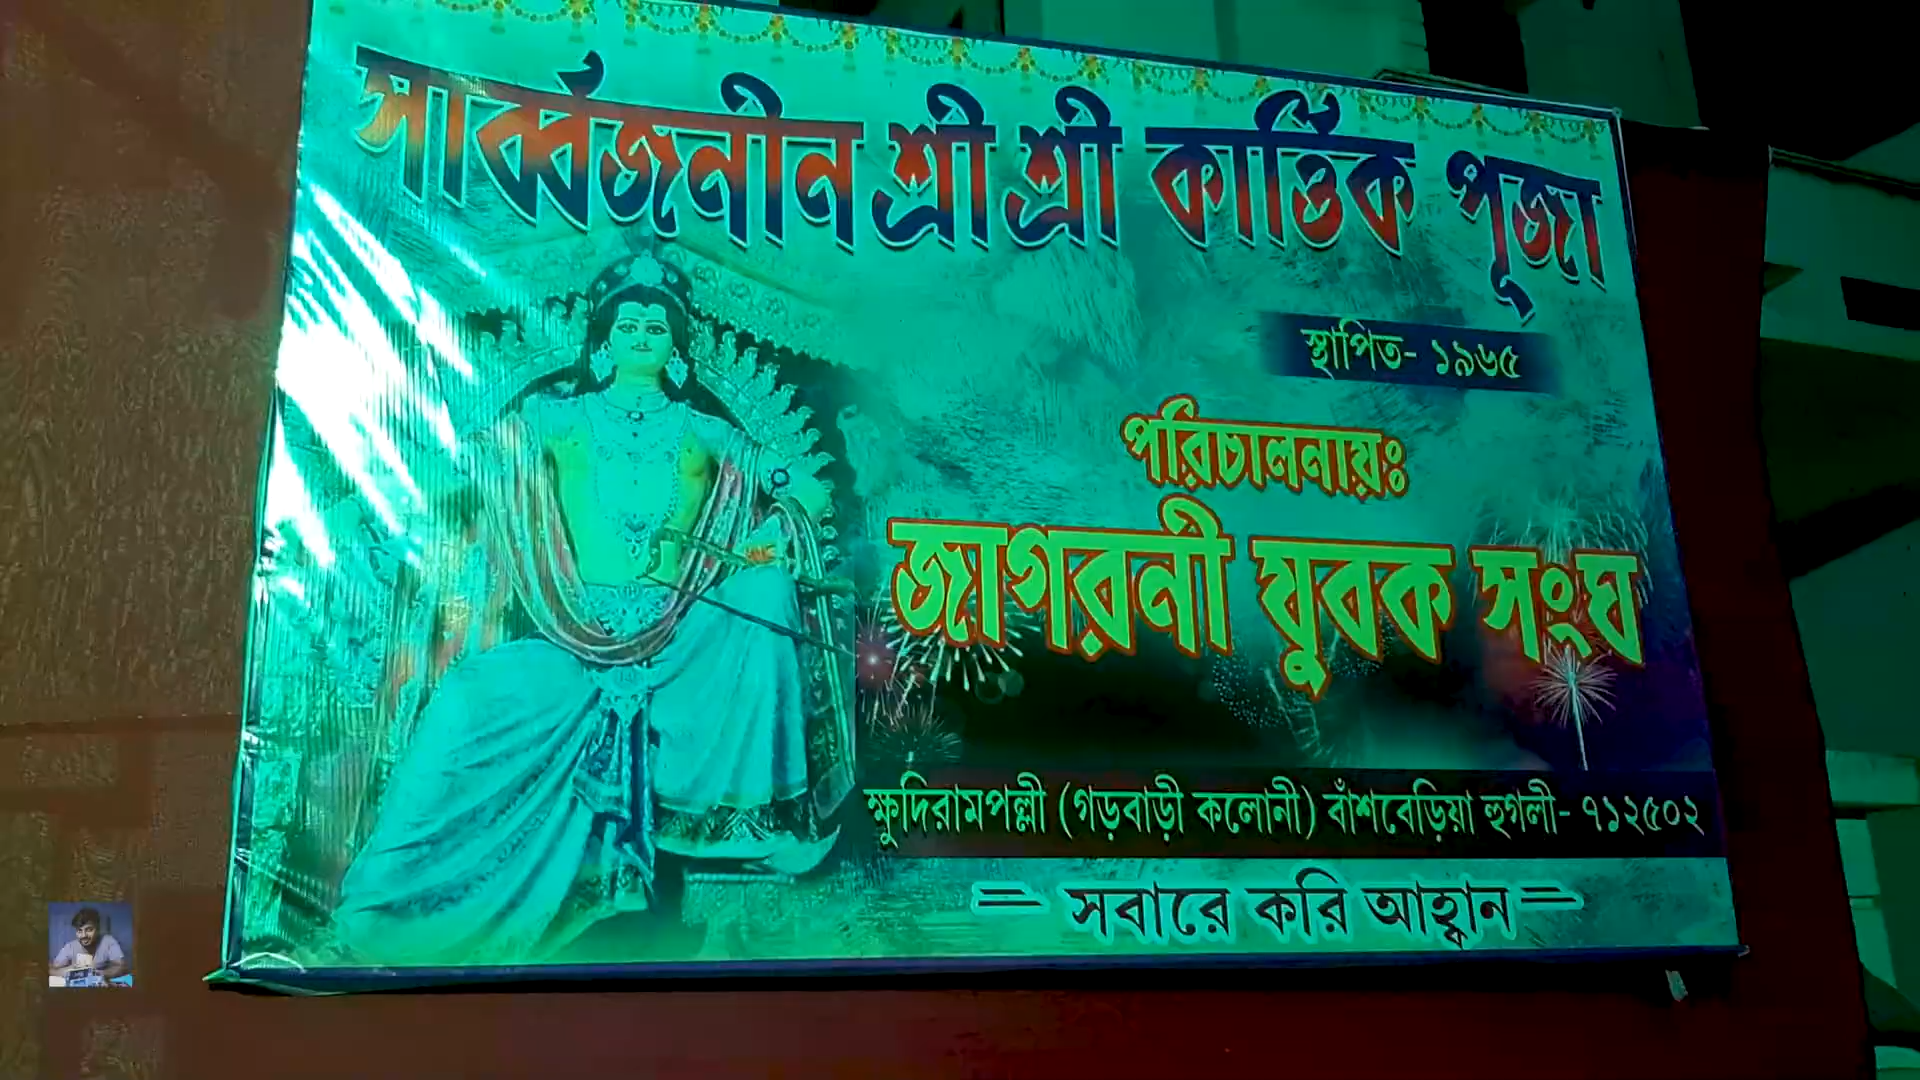 সার্ব্বজনীন শ্রী শ্রী কার্ত্তিক পূজা
স্থাপিত- ১৯৬৫
পরিচালনায়ঃ
জাগরনী যুবক সংঘ
ক্ষুদিরামপল্লী (গড়বাড়ী কলোনী) বাঁশবেড়িয়া হুগলী- ৭১২৫০২
= সবারে করি আহ্বান =